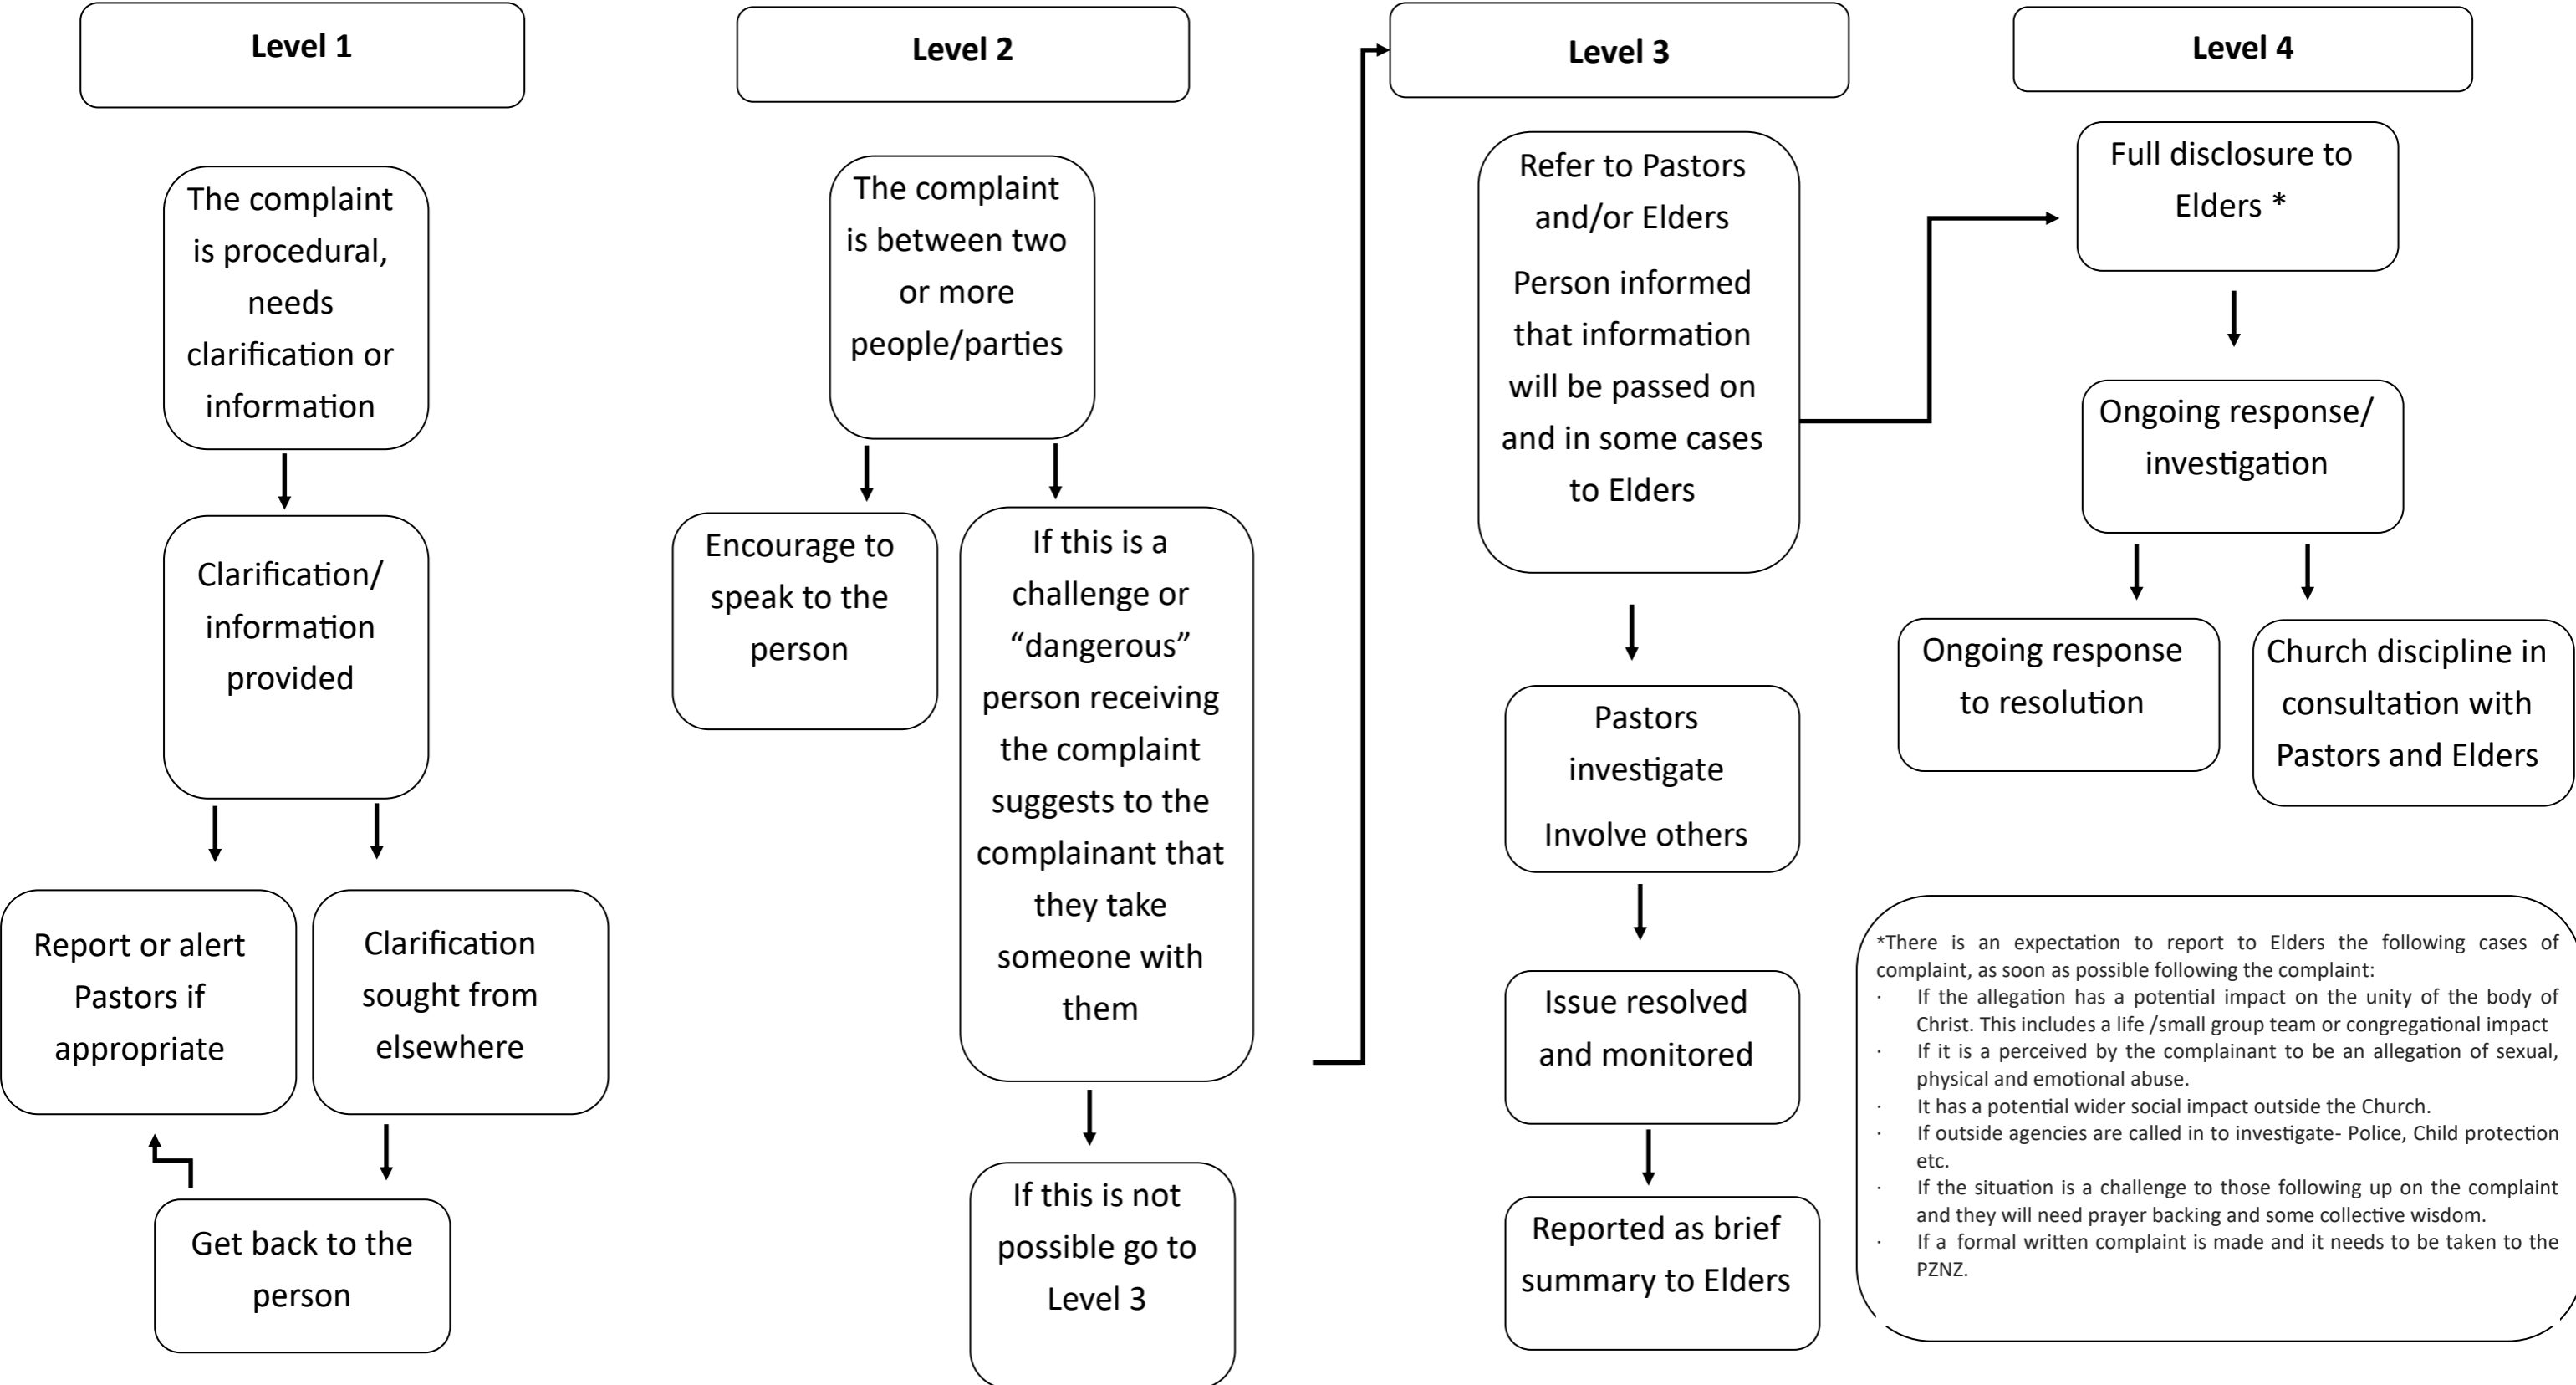 Level 1
The complaint
is procedural,
needs
clarification or
information
Clarification/
information
provided
Report or alert
Pastors if
appropriate
Clarification
sought from
elsewhere
Get back to the
person
Level 2
The complaint
is between two
or more
people/parties
Encourage to
speak to the
person
If this is a
challenge or
“dangerous”
person receiving
the complaint
suggests to the
complainant that
they take
someone with
them
If this is not
possible go to
Level 3
Level 3
Refer to Pastors
and/or Elders
Person informed
that information
will be passed on
and in some cases
to Elders
Pastors
investigate
Involve others
Issue resolved
and monitored
Reported as brief
summary to Elders
Level 4
Full disclosure to
Elders *
Ongoing response/
investigation
Ongoing response
to resolution
Church discipline in
consultation with
Pastors and Elders
*There is an expectation to report to Elders the following cases of
complaint, as soon as possible following the complaint:
· If the allegation has a potential impact on the unity of the body of
Christ. This includes a life /small group team or congregational impact
· If it is a perceived by the complainant to be an allegation of sexual,
physical and emotional abuse.
· It has a potential wider social impact outside the Church.
· If outside agencies are called in to investigate- Police, Child protection
etc.
· If the situation is a challenge to those following up on the complaint
and they will need prayer backing and some collective wisdom.
· If a formal written complaint is made and it needs to be taken to the
PZNZ.